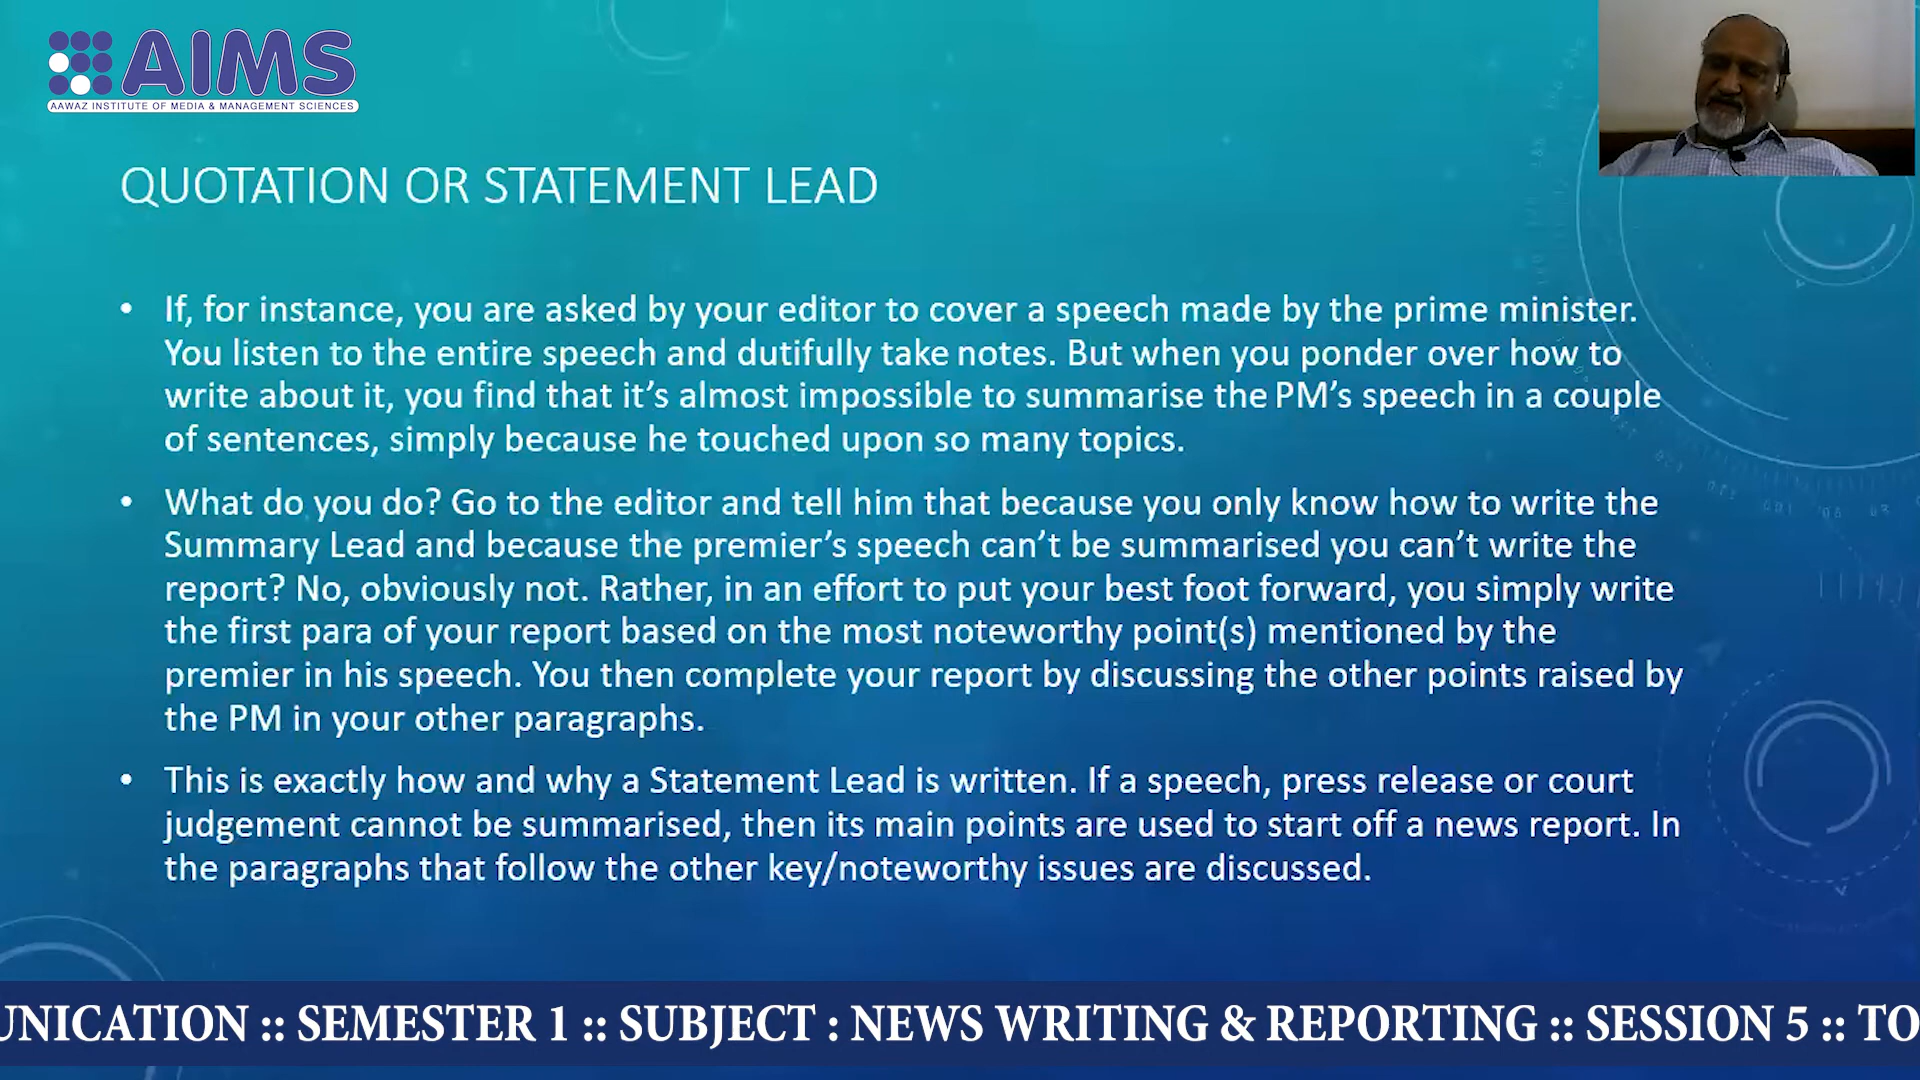 AIMS
AAWAZ INSTITUTE OF MEDIA & MANAGEMENT SCIENCES
QUOTATION OR STATEMENT LEAD
• If, for instance, you are asked by your editor to cover a speech made by the prime minister.
You listen to the entire speech and dutifully take notes. But when you ponder over how to
write about it, you find that it’s almost impossible to summarise the PM’s speech in a couple
of sentences, simply because he touched upon so many topics.
• What do you do? Go to the editor and tell him that because you only know how to write the
Summary Lead and because the premier’s speech can’t be summarised you can’t write the
report? No, obviously not. Rather, in an effort to put your best foot forward, you simply write
the first para of your report based on the most noteworthy point(s) mentioned by the
premier in his speech. You then complete your report by discussing the other points raised by
the PM in your other paragraphs.
• This is exactly how and why a Statement Lead is written. If a speech, press release or court
judgement cannot be summarised, then its main points are used to start off a news report. In
the paragraphs that follow the other key/noteworthy issues are discussed.
UNICATION :: SEMESTER 1 :: SUBJECT : NEWS WRITING & REPORTING :: SESSION 5 :: TO